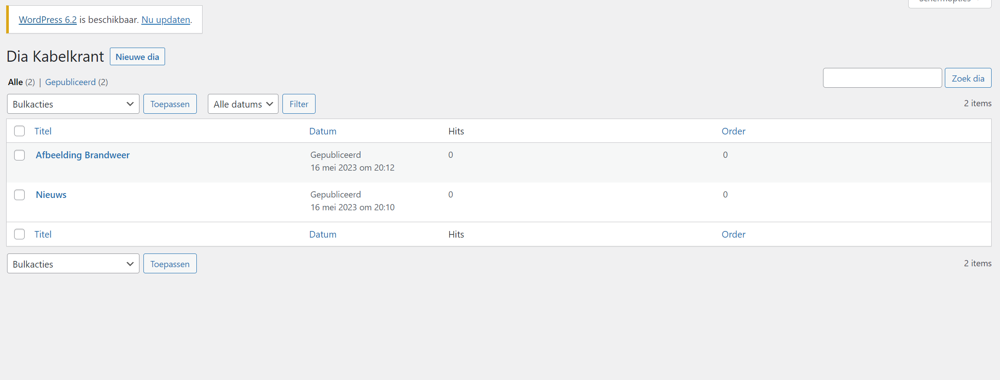 Schermopties
WordPress 6.2 is beschikbaar. Nu updaten.
Dia Kabelkrant Nieuwe dia
Alle (2) | Gepubliceerd (2)
Zoek dia
Bulkacties Toepassen Alle datums Filter 2 items
Titel Datum Hits Order
Afbeelding Brandweer Gepubliceerd 0 0
16 mei 2023 om 20:12
Nieuws Gepubliceerd 0 0
16 mei 2023 om 20:10
Titel Datum Hits Order
Bulkacties Toepassen 2 items